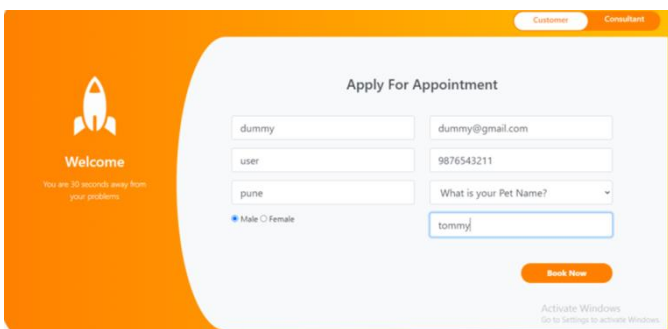 Customer Consultant
Apply For Appointment
Welcome
You are 30 seconds away from
your problems
dummy dummy@gmail.com
user 9876543211
pune What is your Pet Name?
Male Female tommy
Book Now
Activate Windows
Go to Settings to activate Windows.